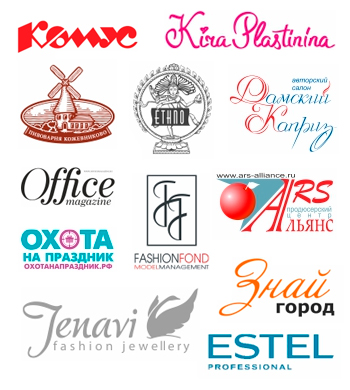 Комус
Kira Plastinina
ПИВОВАРНЯ КОЖЕВНИКОВО
ETHNO
авторский
салон
Дамский
Каприз
Office
magazine
FF
FASHIONFOND
MODELMANAGEMENT
www.ars-alliance.ru
ARS
продюсерский
центр
Альянс
ОХОТА
НА ПРАЗДНИК
ОХОТАНАПРАЗДНИК.РФ
Знай
город
Jenavi
fashion jewellery
ESTEL
PROFESSIONAL